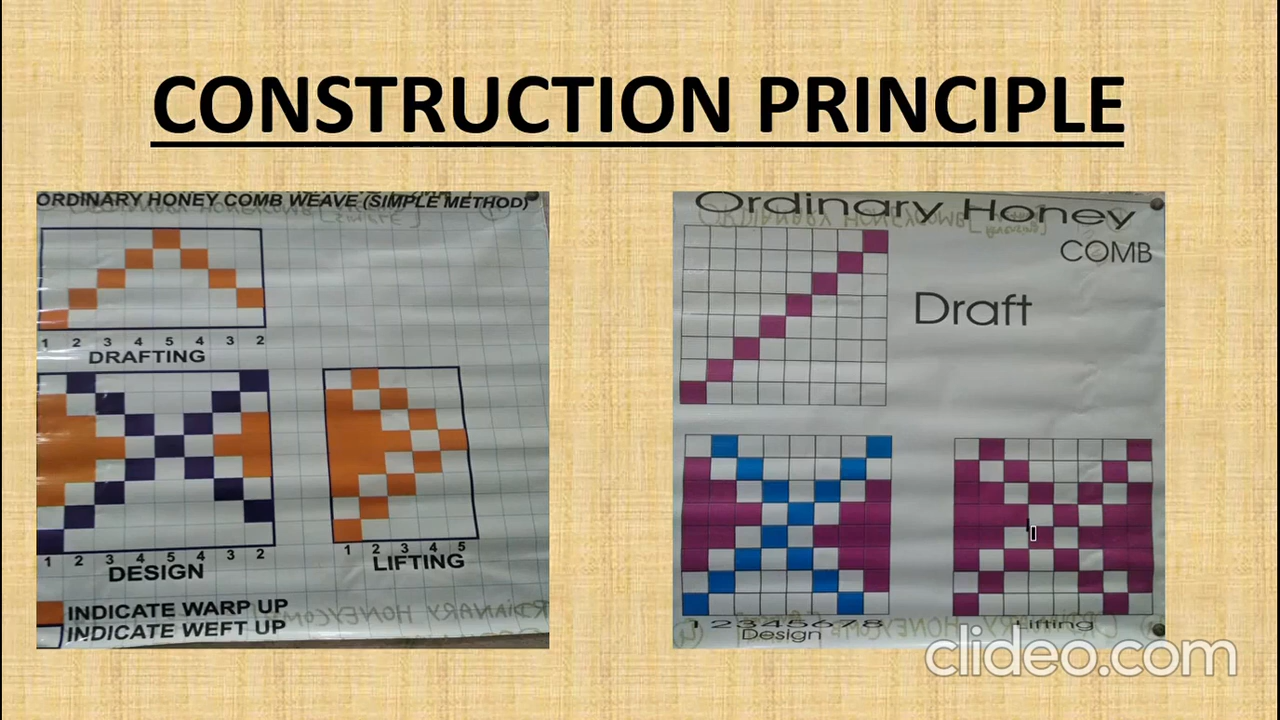 CONSTRUCTION PRINCIPLE
ORDINARY HONEY COMB WEAVE (SIMPLE METHOD)
1 2 3 4 5 4 3 2
DRAFTING
1 2 3 4 5 4 3 2
DESIGN
1 2 3 4 5
LIFTING
INDICATE WARP UP
INDICATE WEFT UP
Ordinary Honey
COMB
Draft
1 2 3 4 5 6 7 8
Design
Lifting
clideo.com